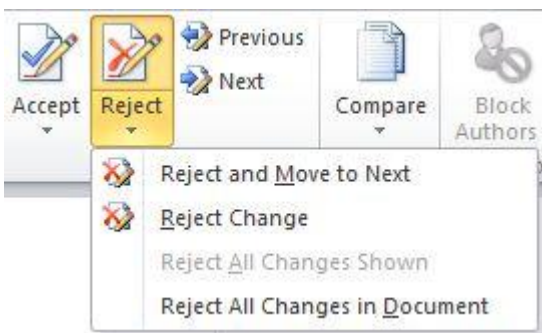 Previous
Next
Accept
Reject
Compare
Block
Authors
Reject and Move to Next
Reject Change
Reject All Changes Shown
Reject All Changes in Document